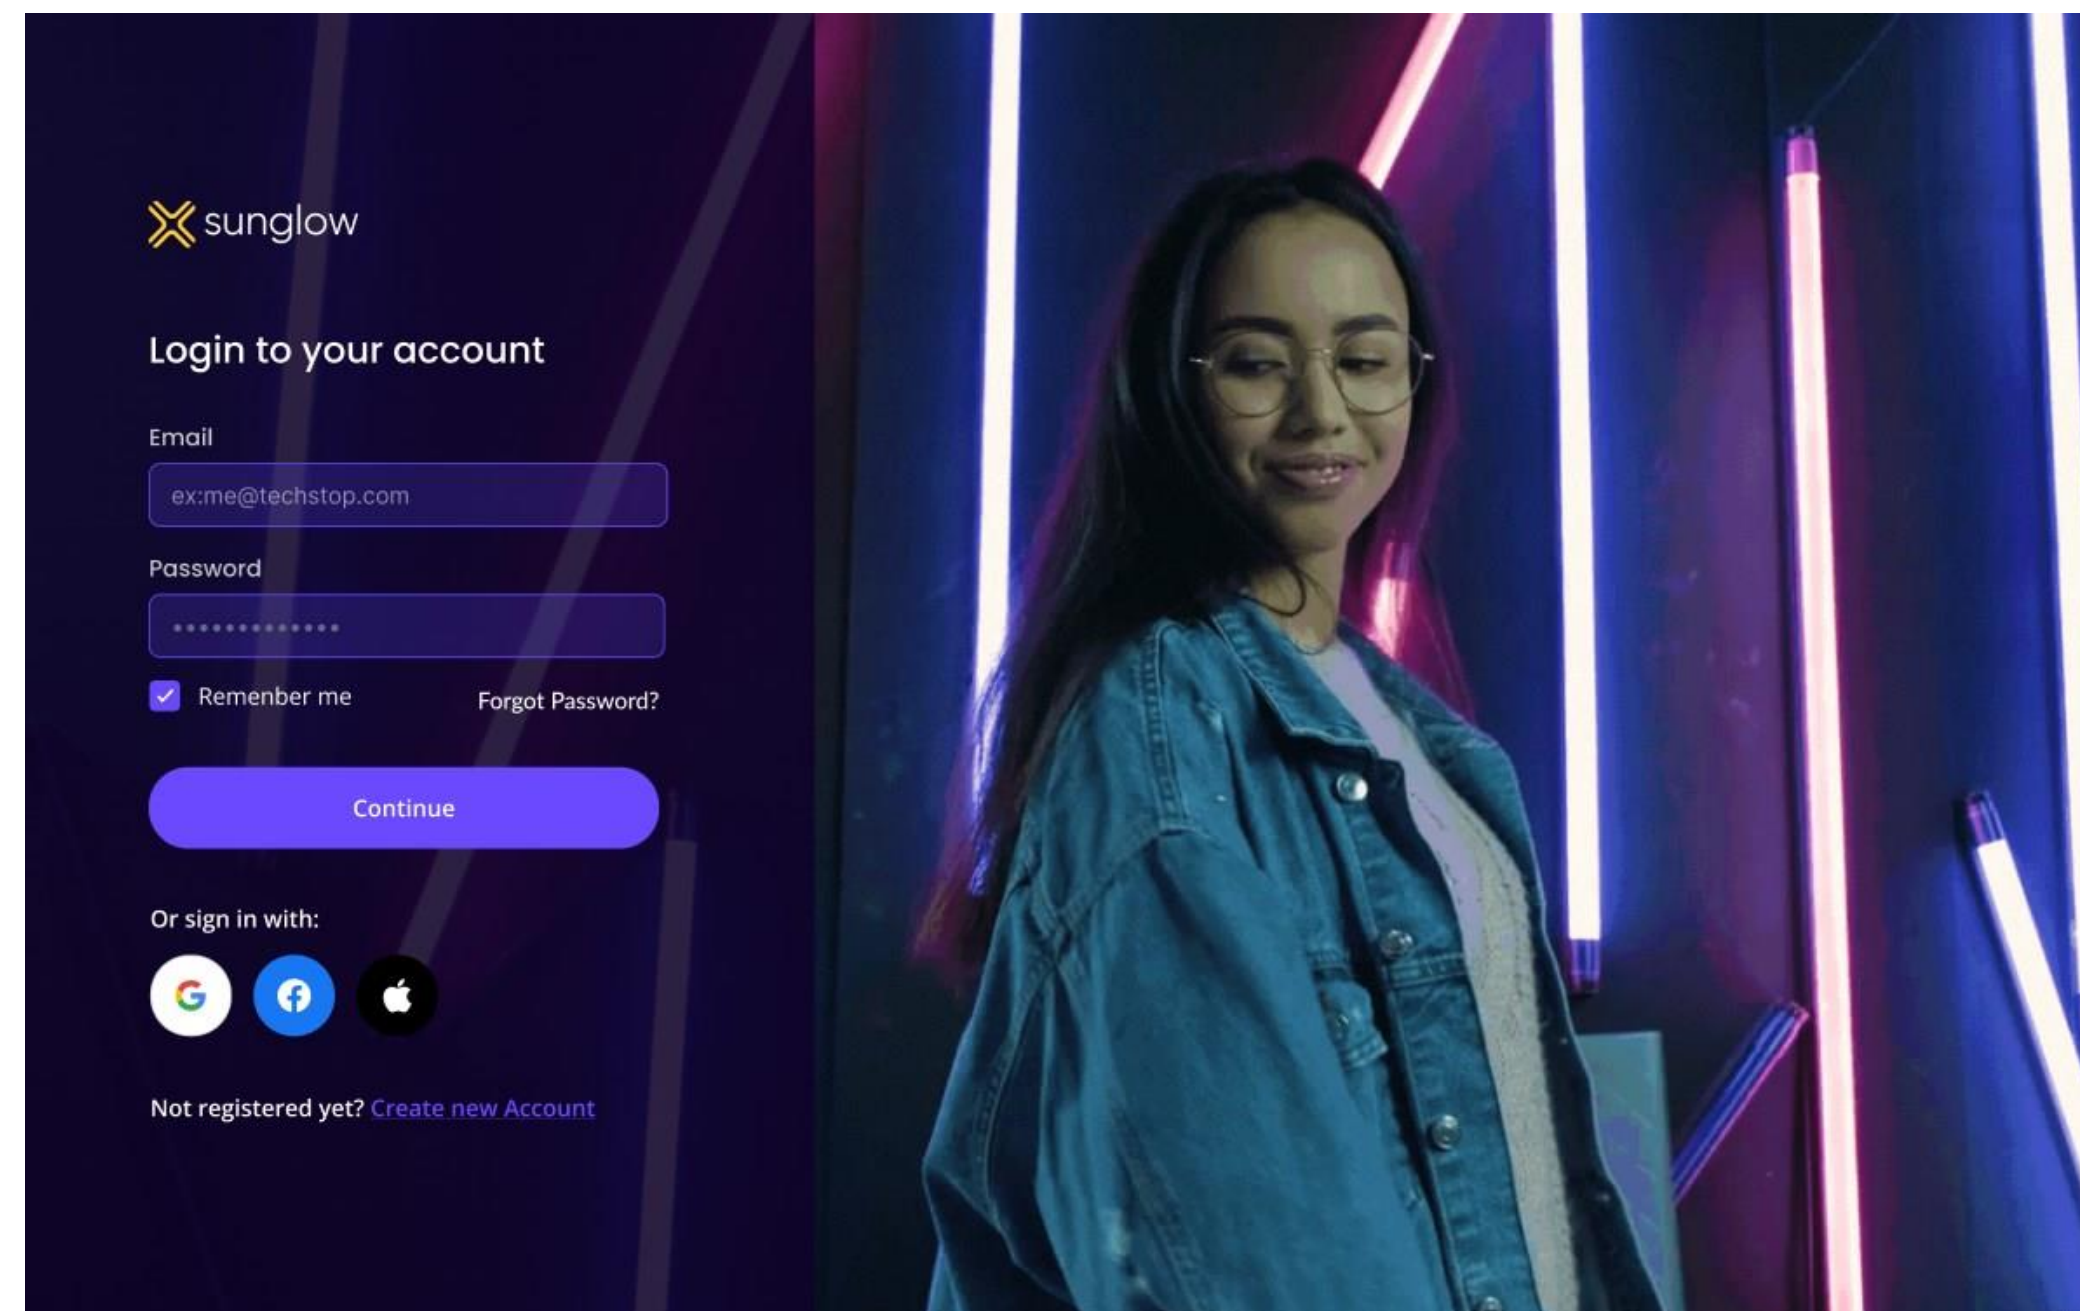 sunglow
Login to your account
Email
ex:me@techstop.com
Password
•••••••••••••
Remenber me
Forgot Password?
Continue
Or sign in with:
Not registered yet? Create new Account